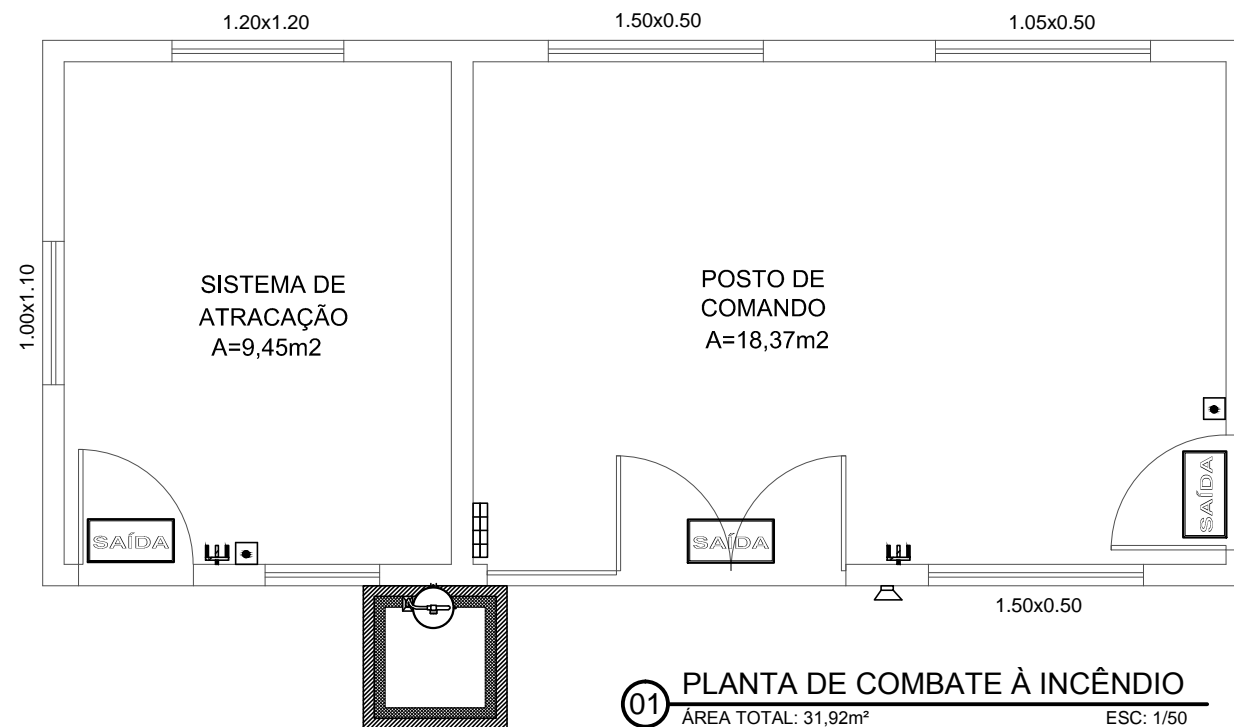 1.20x1.20
1.50x0.50
1.05x0.50
1.00x1.10
SISTEMA DE
ATRACAÇÃO
A=9,45m2
POSTO DE
COMANDO
A=18,37m2
SAÍDA
SAÍDA
SAÍDA
1.50x0.50
01
PLANTA DE COMBATE À INCÊNDIO
ÁREA TOTAL: 31,92m² ESC: 1/50